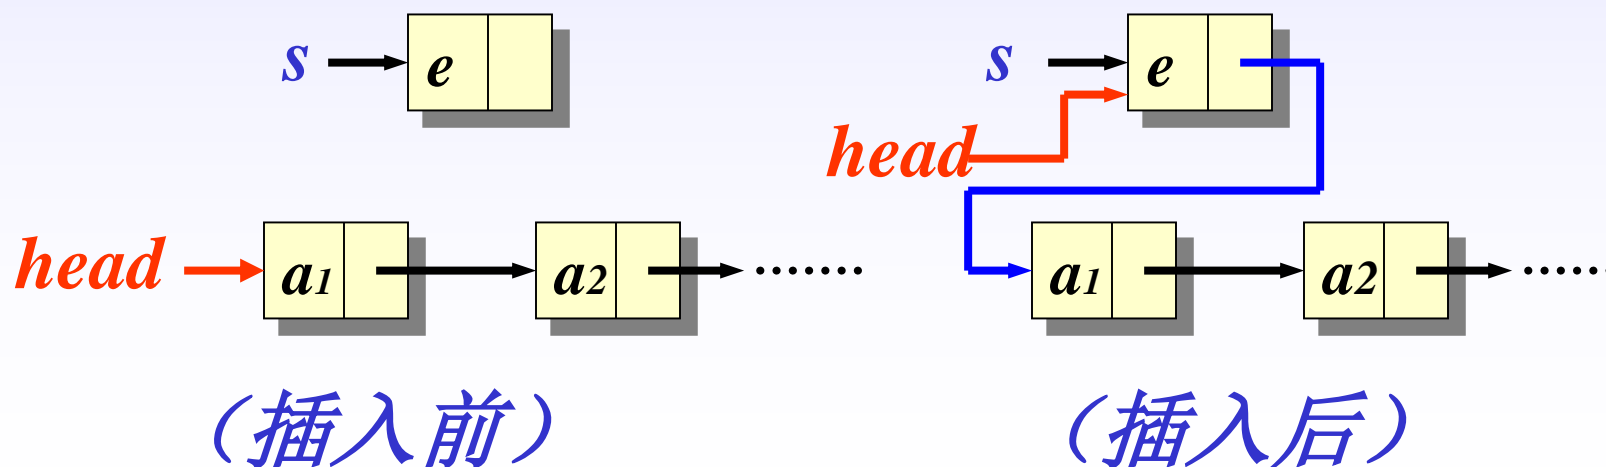 s e
head a1 a2 .......
(插入前)
s e
head
a1 a2 ......
(插入后)